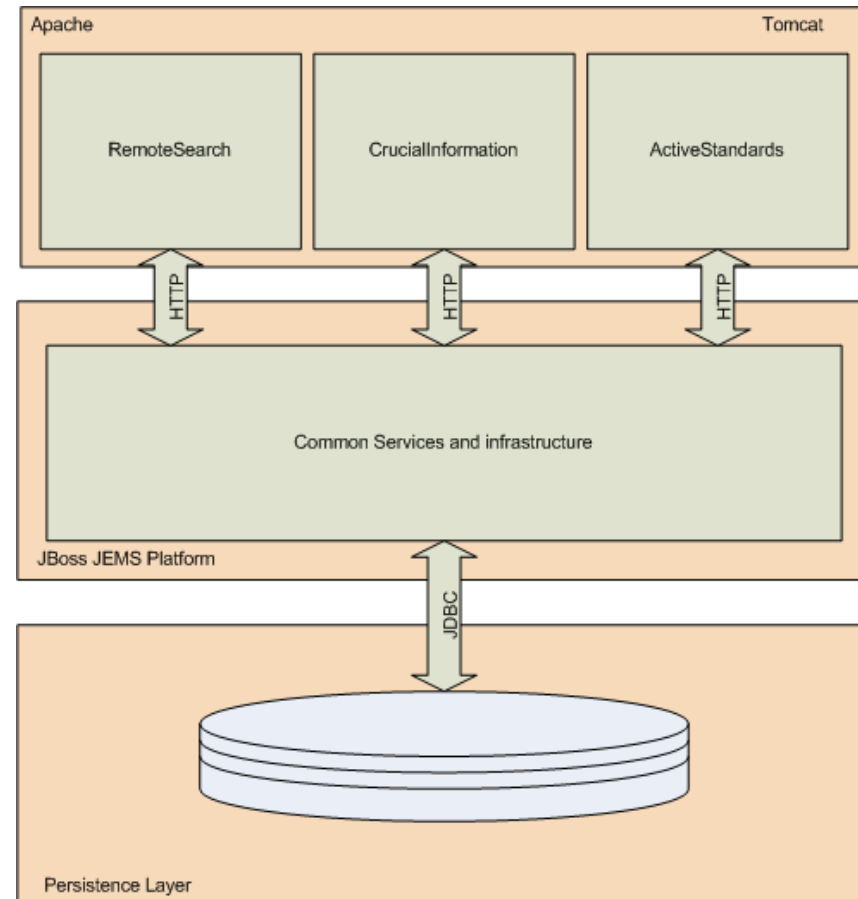 Apache
Tomcat
RemoteSearch
CrucialInformation
ActiveStandards
HTTP
HTTP
HTTP
Common Services and infrastructure
JBoss JEMS Platform
JDBC
Persistence Layer